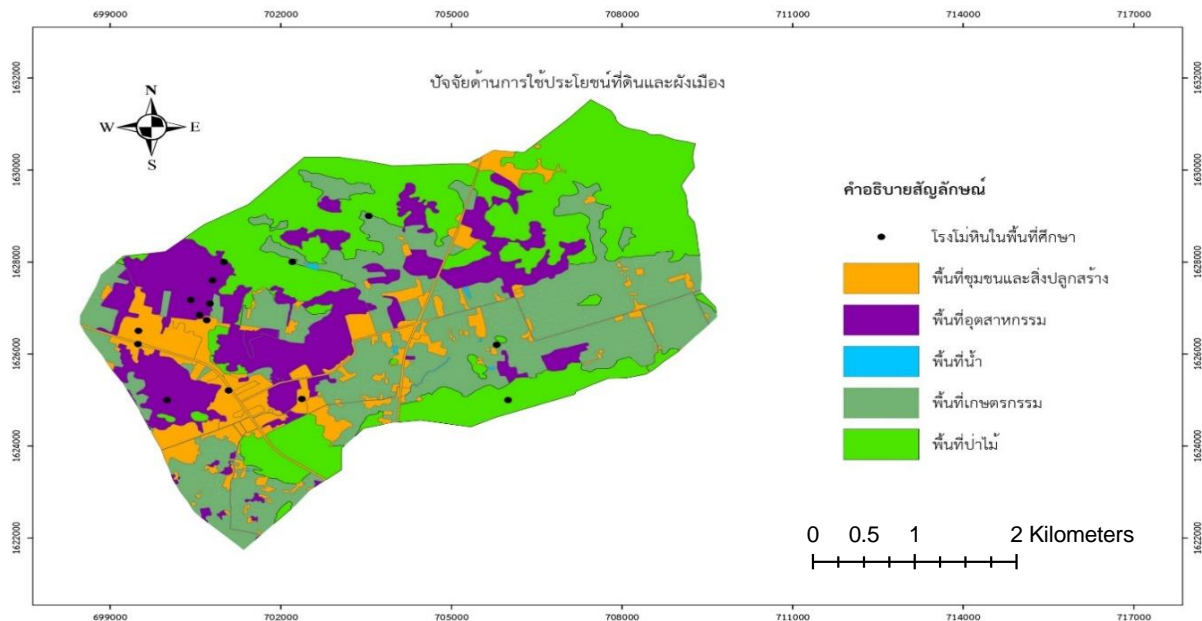 699000 702000 705000 708000 711000 714000 717000
ปัจจัยด้านการใช้ประโยชน์ที่ดินและผังเมือง
N
W E
S
คำอธิบายสัญลักษณ์
โรงโม่หินในพื้นที่ศึกษา
พื้นที่ชุมชนและสิ่งปลูกสร้าง
พื้นที่อุตสาหกรรม
พื้นที่น้ำ
พื้นที่เกษตรกรรม
พื้นที่ป่าไม้
0 0.5 1 2 Kilometers
1632000
1630000
1628000
1626000
1624000
1622000
1632000
1630000
1628000
1626000
1624000
1622000
699000 702000 705000 708000 711000 714000 717000